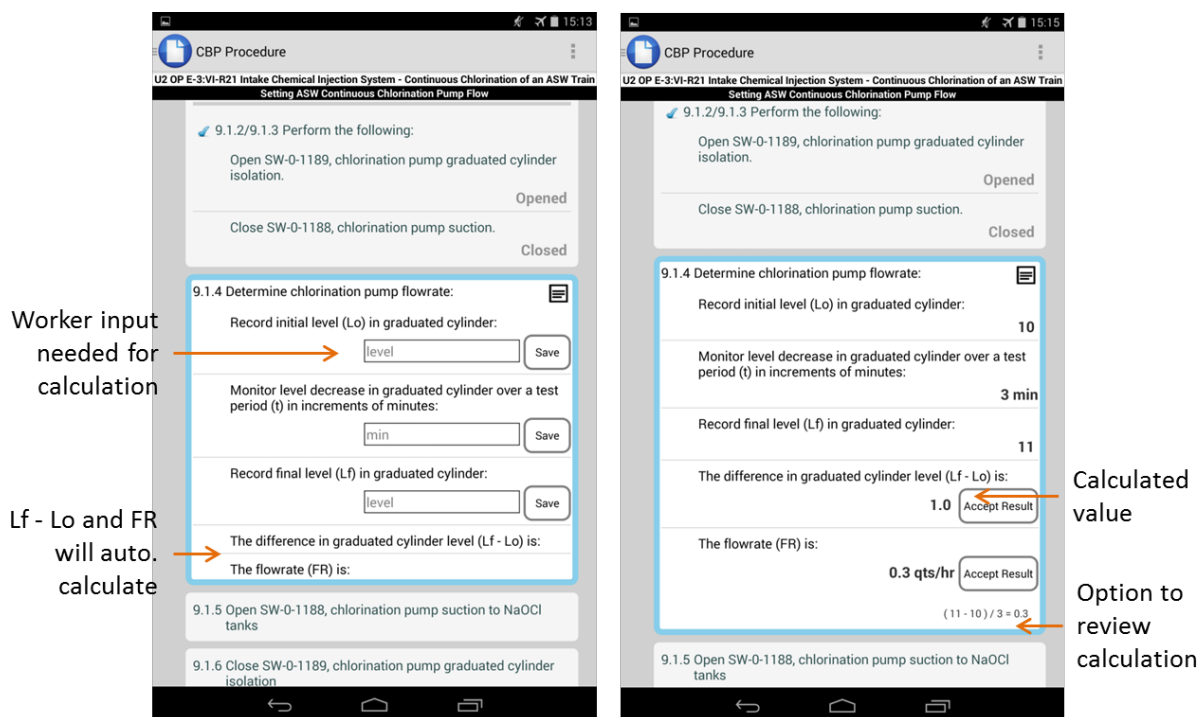 15:13
CBP Procedure
U2 OP E-3:VI-R21 Intake Chemical Injection System - Continuous Chlorination of an ASW Train
Setting ASW Continuous Chlorination Pump Flow
9.1.2/9.1.3 Perform the following:
Open SW-0-1189, chlorination pump graduated cylinder
isolation.
Opened
Close SW-0-1188, chlorination pump suction.
Closed
9.1.4 Determine chlorination pump flowrate:
Record initial level (Lo) in graduated cylinder:
level
Save
Monitor level decrease in graduated cylinder over a test
period (t) in increments of minutes:
min
Save
Record final level (Lf) in graduated cylinder:
level
Save
The difference in graduated cylinder level (Lf - Lo) is:
The flowrate (FR) is:
9.1.5 Open SW-0-1188, chlorination pump suction to NaOCl
tanks
9.1.6 Close SW-0-1189, chlorination pump graduated cylinder
isolation
Worker input
needed for
calculation
Lf - Lo and FR
will auto.
calculate
15:15
CBP Procedure
U2 OP E-3:VI-R21 Intake Chemical Injection System - Continuous Chlorination of an ASW Train
Setting ASW Continuous Chlorination Pump Flow
9.1.2/9.1.3 Perform the following:
Open SW-0-1189, chlorination pump graduated cylinder
isolation.
Opened
Close SW-0-1188, chlorination pump suction.
Closed
9.1.4 Determine chlorination pump flowrate:
Record initial level (Lo) in graduated cylinder:
10
Monitor level decrease in graduated cylinder over a test
period (t) in increments of minutes:
3 min
Record final level (Lf) in graduated cylinder:
11
The difference in graduated cylinder level (Lf - Lo) is:
1.0 Accept Result
The flowrate (FR) is:
0.3 qts/hr Accept Result
( 11 - 10 ) / 3 = 0.3
9.1.5 Open SW-0-1188, chlorination pump suction to NaOCl
tanks
Calculated
value
Option to
review
calculation